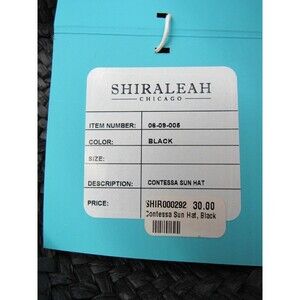 SHIRALEAH
CHICAGO
ITEM NUMBER: 06-09-005
COLOR: BLACK
SIZE:
DESCRIPTION: CONTESSA SUN HAT
PRICE:
SHIR000292 30.00
Contessa Sun Hat, Black